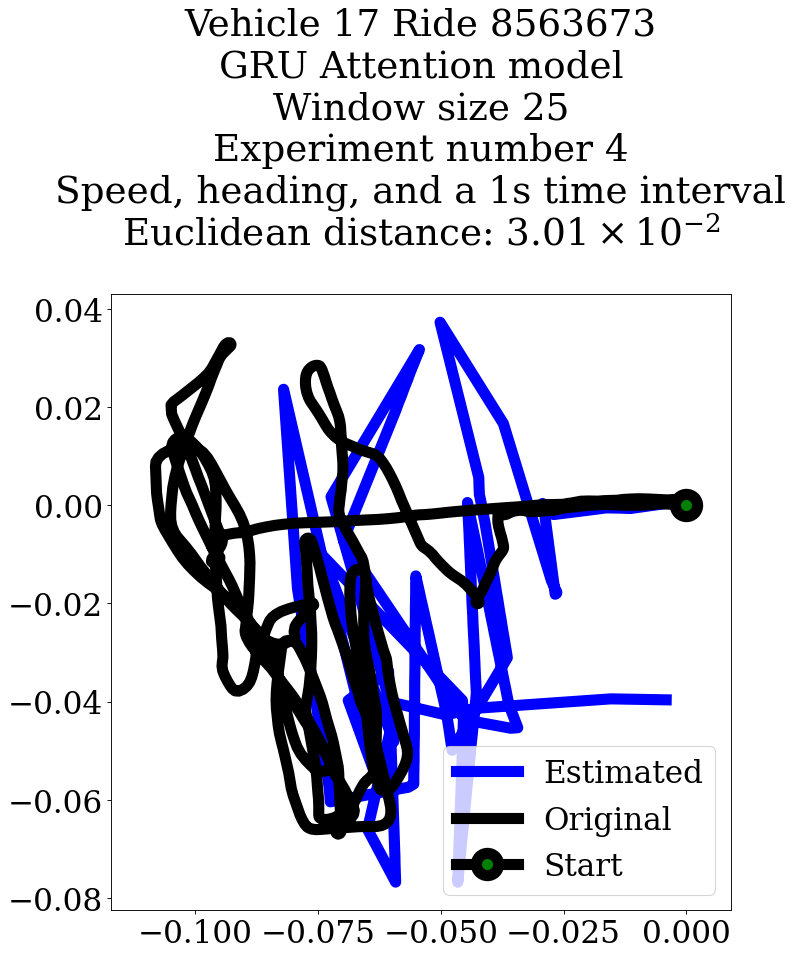 Vehicle 17 Ride 8563673
GRU Attention model
Window size 25
Experiment number 4
Speed, heading, and a 1s time interval
Euclidean distance: 3.01 × 10⁻²
0.04
0.02
0.00
−0.02
−0.04
−0.06
−0.08
Estimated
Original
Start
−0.100 −0.075 −0.050 −0.025 0.000